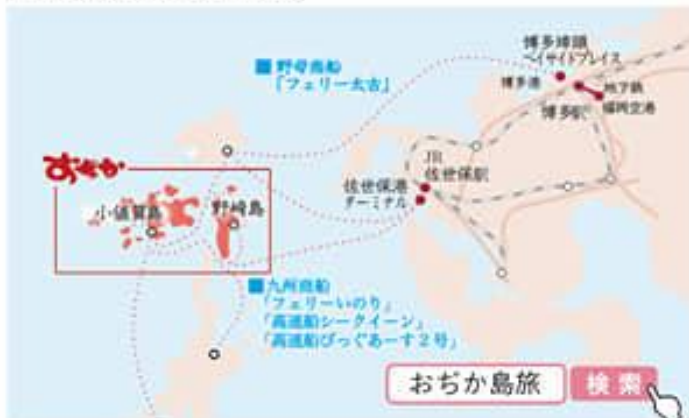 博多埠頭
ベイサイトプレイス
■ 野母商船
「フェリー太古」
博多港
地下鉄
福岡空港
博多駅
JR
佐世保駅
佐世保港
ターミナル
おぢか
小値賀島
野崎島
■ 九州商船
「フェリーいのり」
「高速船シークイーン」
「高速船びっぐあーす2号」
おぢか島旅
検索